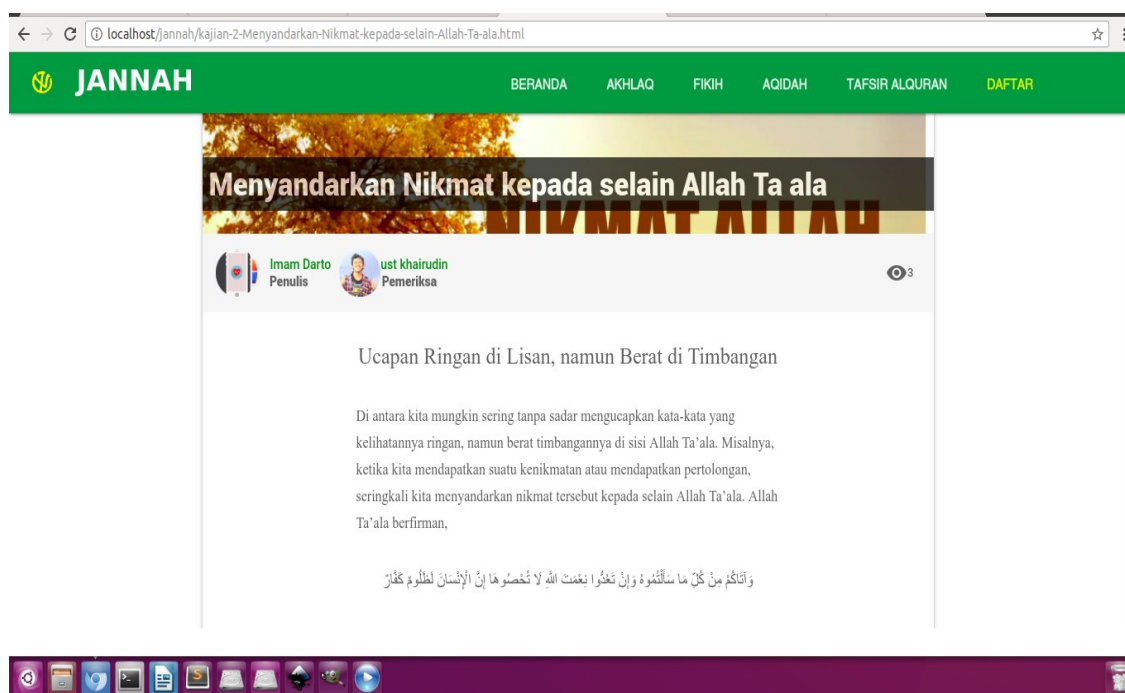 localhost/jannah/kajian-2-Menyandarkan-Nikmat-kepada-selain-Allah-Ta-ala.html
JANNAH
BERANDA AKHLAQ FIKIH AQIDAH TAFSIR ALQURAN DAFTAR
Menyandarkan Nikmat kepada selain Allah Ta ala
NIKMAT ALLAH
Imam Darto ust khairudin
Penulis Pemeriksa
3
Ucapan Ringan di Lisan, namun Berat di Timbangan
Di antara kita mungkin sering tanpa sadar mengucapkan kata-kata yang
kelihatannya ringan, namun berat timbangannya di sisi Allah Ta’ala. Misalnya,
ketika kita mendapatkan suatu kenikmatan atau mendapatkan pertolongan,
seringkali kita menyandarkan nikmat tersebut kepada selain Allah Ta’ala. Allah
Ta’ala berfirman,
وَآتَاكُمْ مِنْ كُلِّ مَا سَأَلْتُمُوهُ وَإِنْ تَعُدُّوا نِعْمَتَ اللَّهِ لَا تُحْصُوهَا إِنَّ الْإِنْسَانَ لَظَلُومٌ كَفَّارٌ